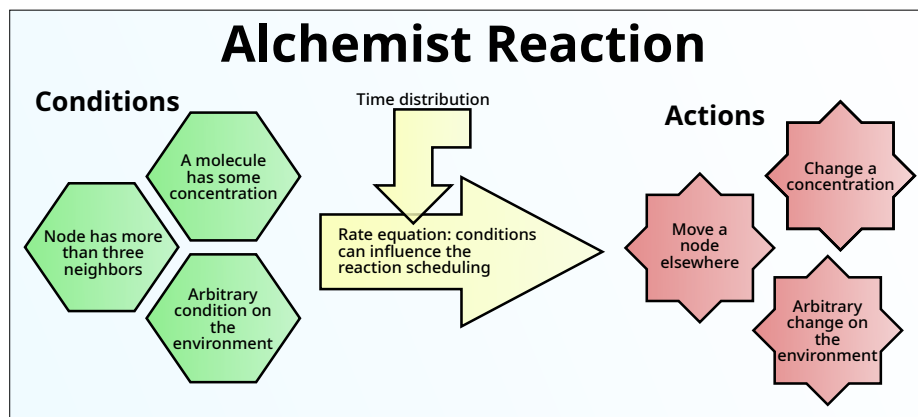 Alchemist Reaction
Conditions
A molecule
has some
concentration
Node has more
than three
neighbors
Arbitrary
condition on
the
environment
Time distribution
Rate equation: conditions
can influence the
reaction scheduling
Actions
Change a
concentration
Move a
node
elsewhere
Arbitrary
change on
the
environment